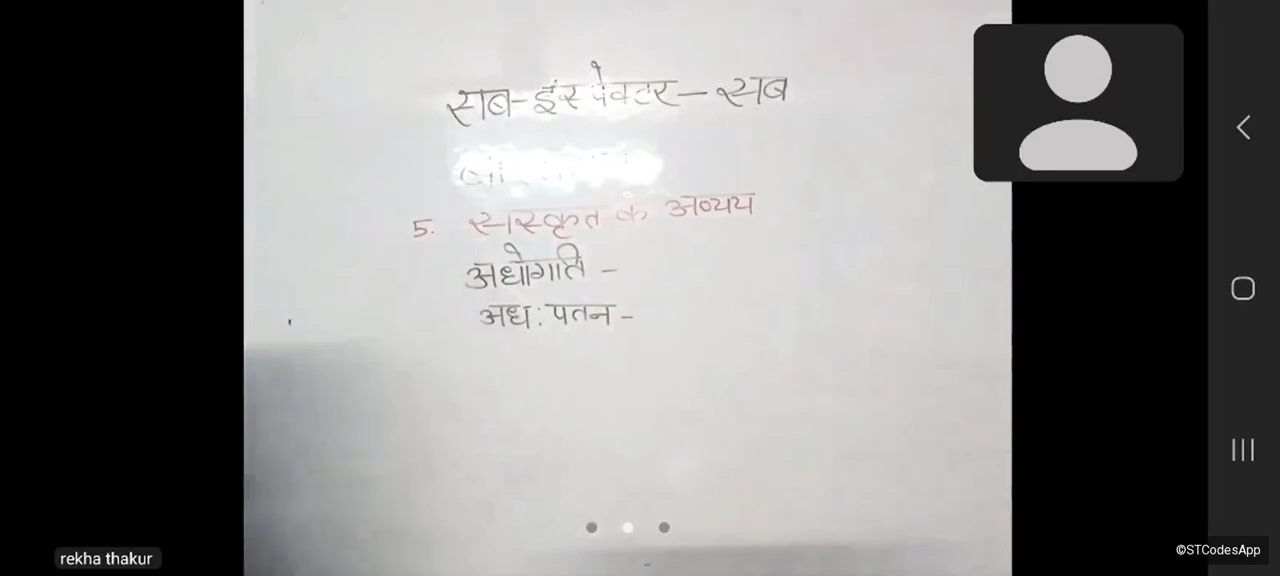 सब-इंस्पेक्टर - सब
5. संस्कृत के अव्यय
अधोगति -
अध:पतन -
rekha thakur
©STCodesApp